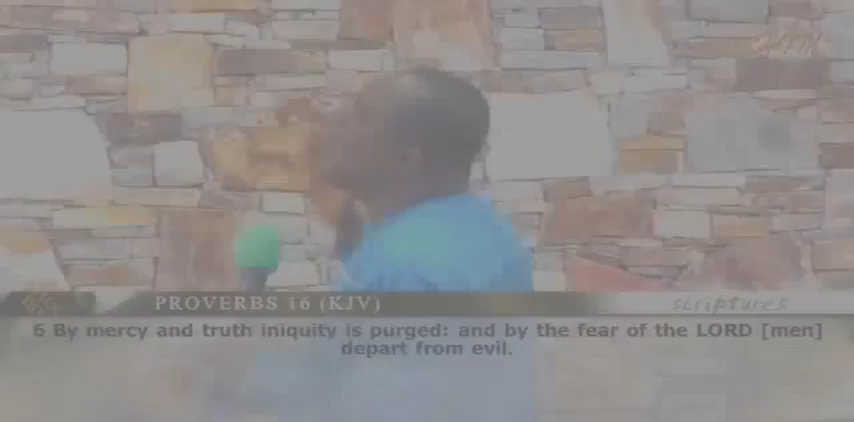 PROVERBS 16 (KJV)
scriptures
6 By mercy and truth iniquity is purged: and by the fear of the LORD [men]
depart from evil.